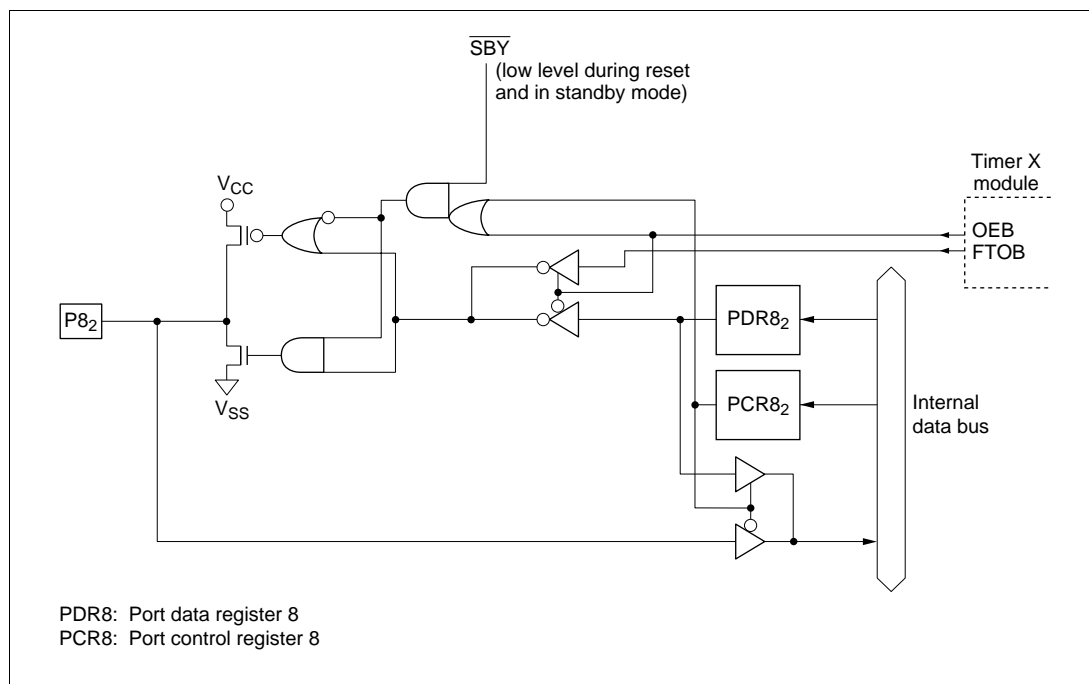 SBY
(low level during reset
and in standby mode)
Timer X
module
VCC
OEB
FTOB
P82
PDR82
PCR82
VSS
Internal
data bus
PDR8: Port data register 8
PCR8: Port control register 8